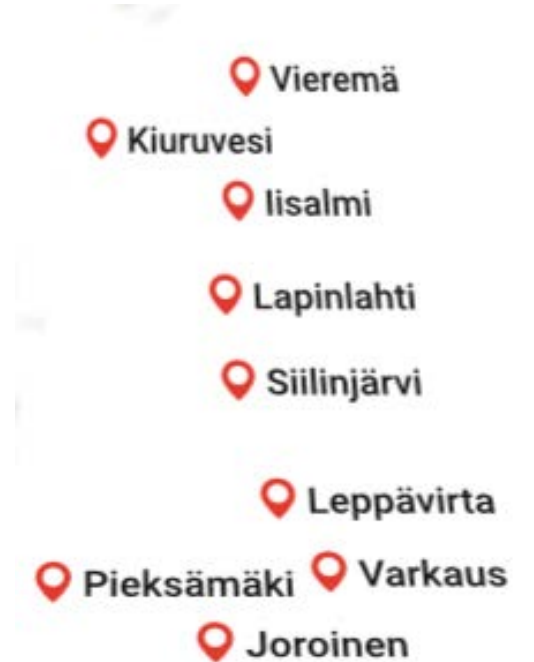 Vieremä
Kiuruvesi
Iisalmi
Lapinlahti
Siilinjärvi
Leppävirta
Pieksämäki Varkaus
Joroinen